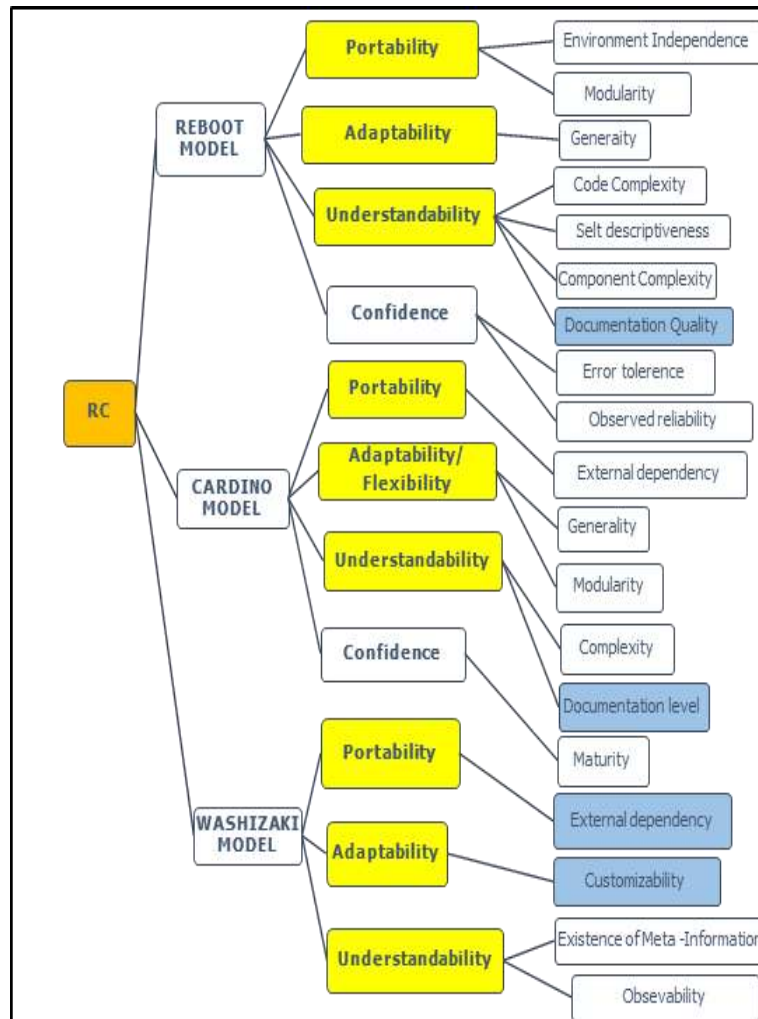 RC
REBOOT
MODEL
Portability
Environment Independence
Modularity
Adaptability
Generaity
Understandability
Code Complexity
Selt descriptiveness
Component Complexity
Documentation Quality
Confidence
Error tolerence
Observed reliability
CARDINO
MODEL
Portability
External dependency
Adaptability/
Flexibility
Generality
Modularity
Understandability
Complexity
Documentation level
Confidence
Maturity
WASHIZAKI
MODEL
Portability
External dependency
Adaptability
Customizability
Understandability
Existence of Meta -Information
Obsevability